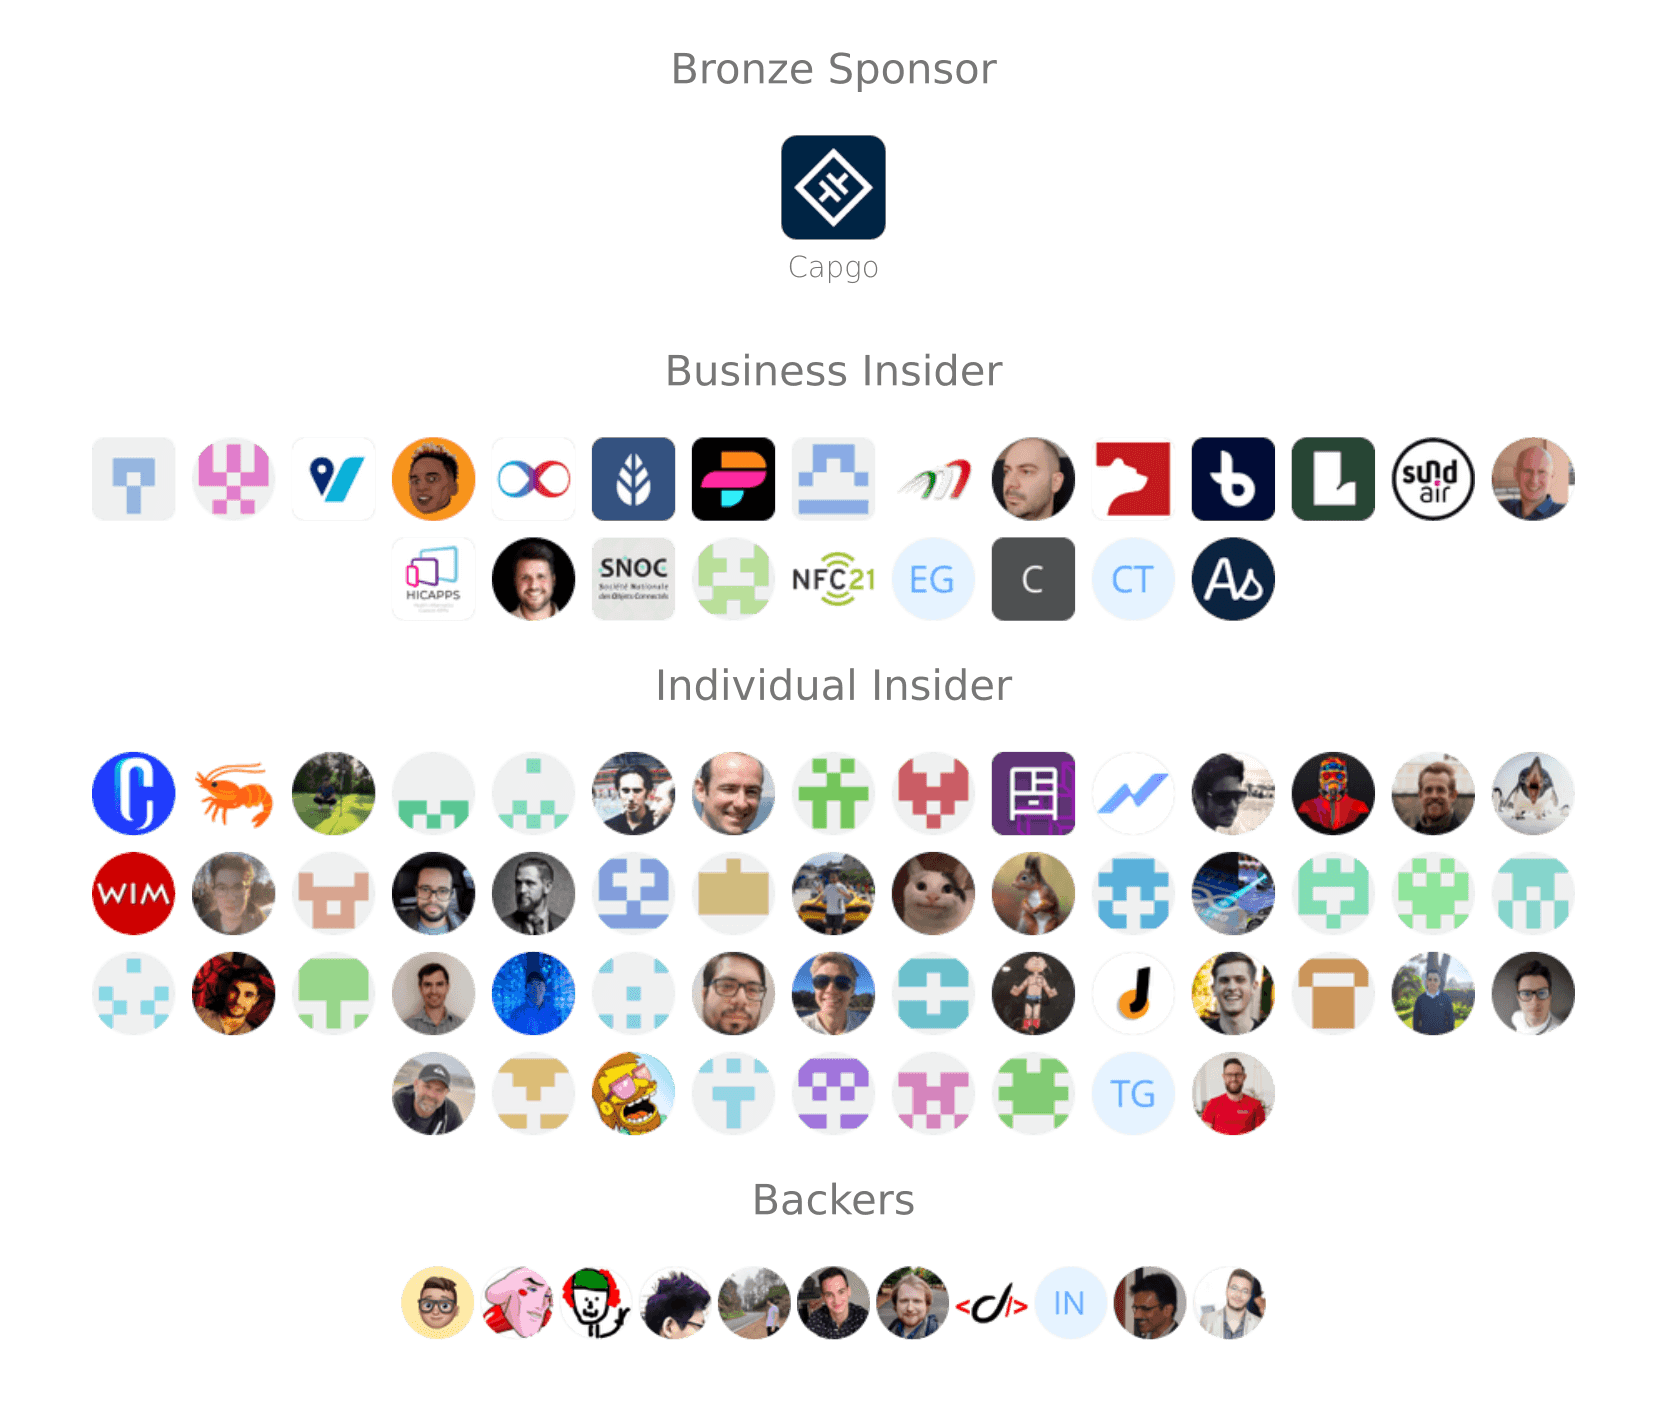 Bronze Sponsor
Capgo
Business Insider
sund
air
HICAPPS
SNOC
Société Nationale
des Objets Connectés
NFC21
EG
C
CT
As
Individual Insider
WIM
TG
Backers
</>
IN